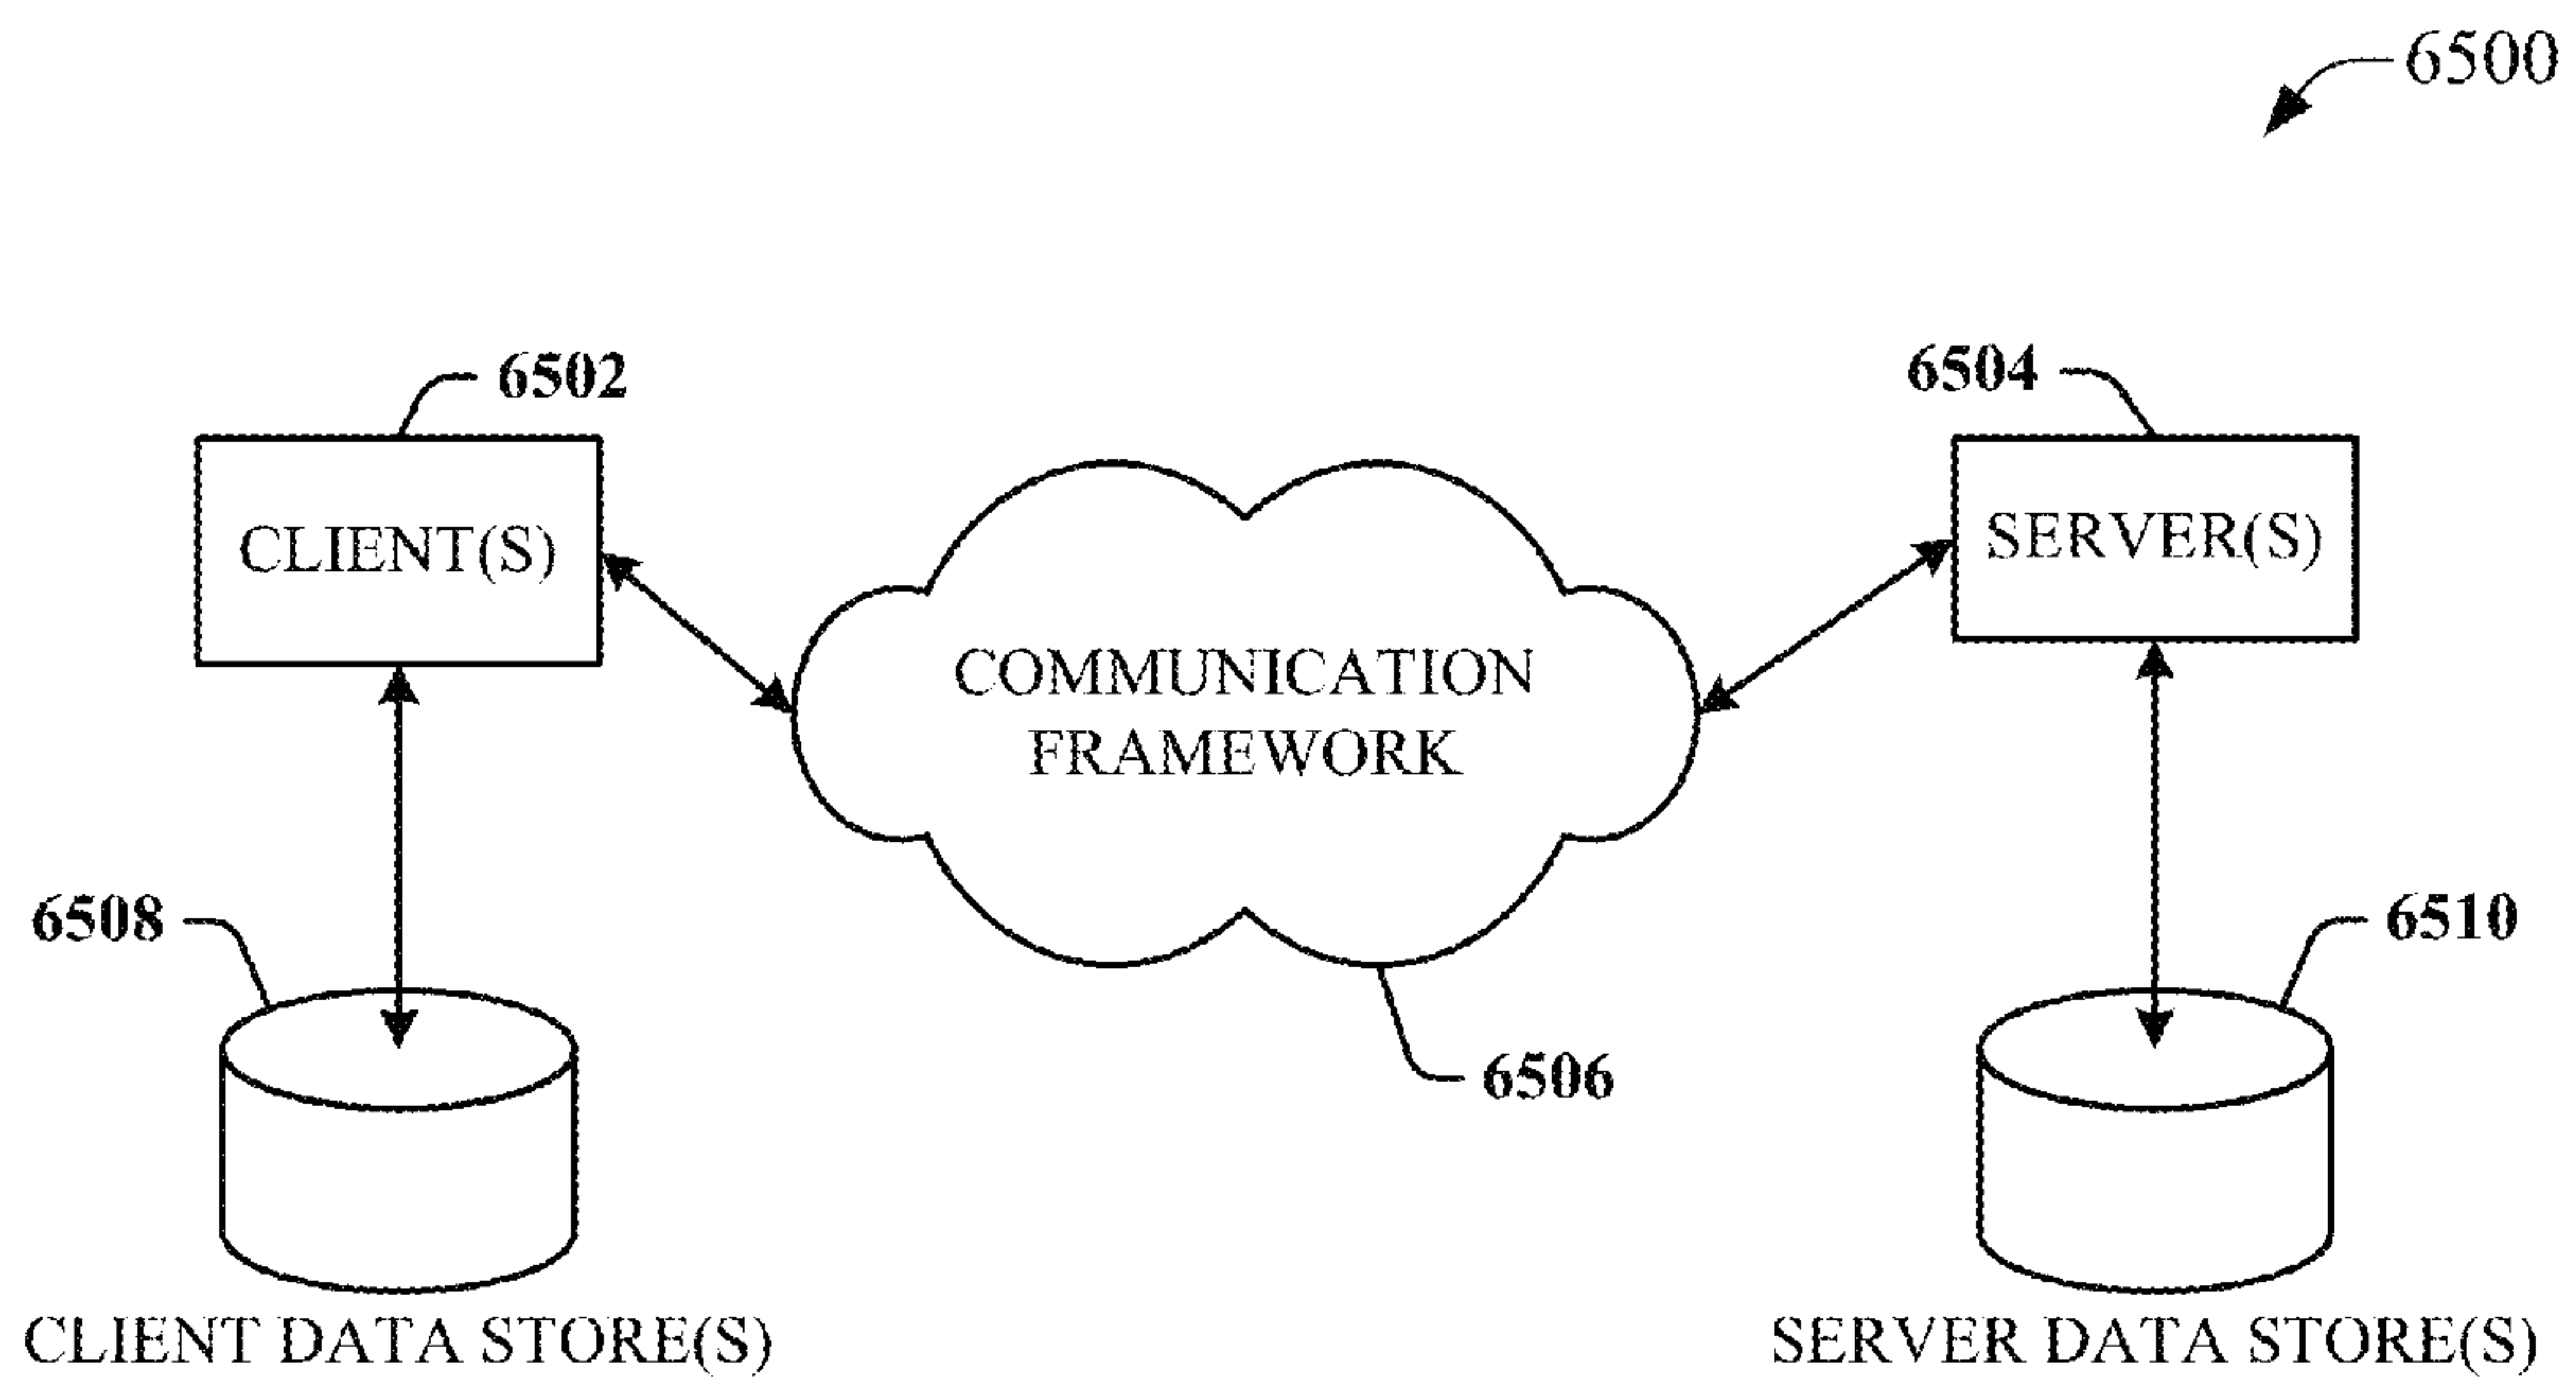 6500
6502
6504
CLIENT(S)
SERVER(S)
COMMUNICATION
FRAMEWORK
6508
6510
6506
CLIENT DATA STORE(S)
SERVER DATA STORE(S)